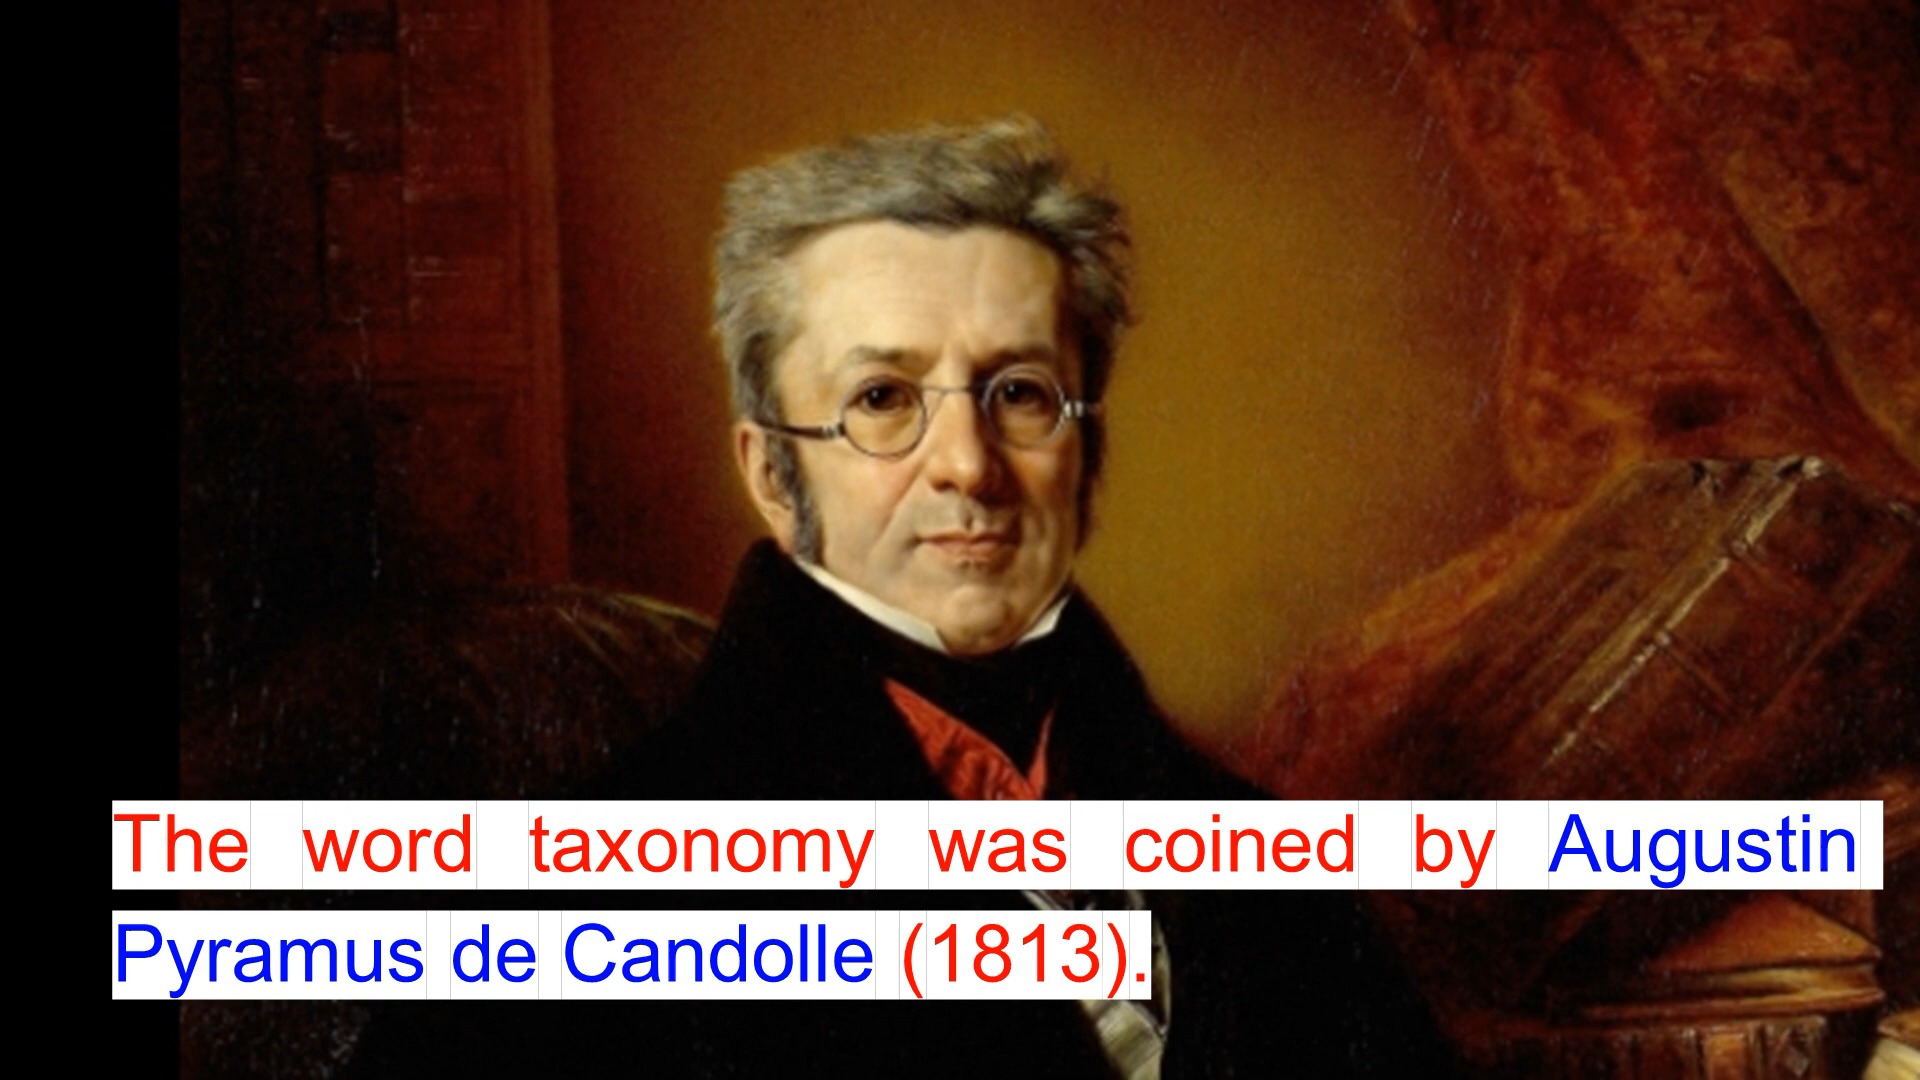 The word taxonomy was coined by Augustin
Pyramus de Candolle (1813).